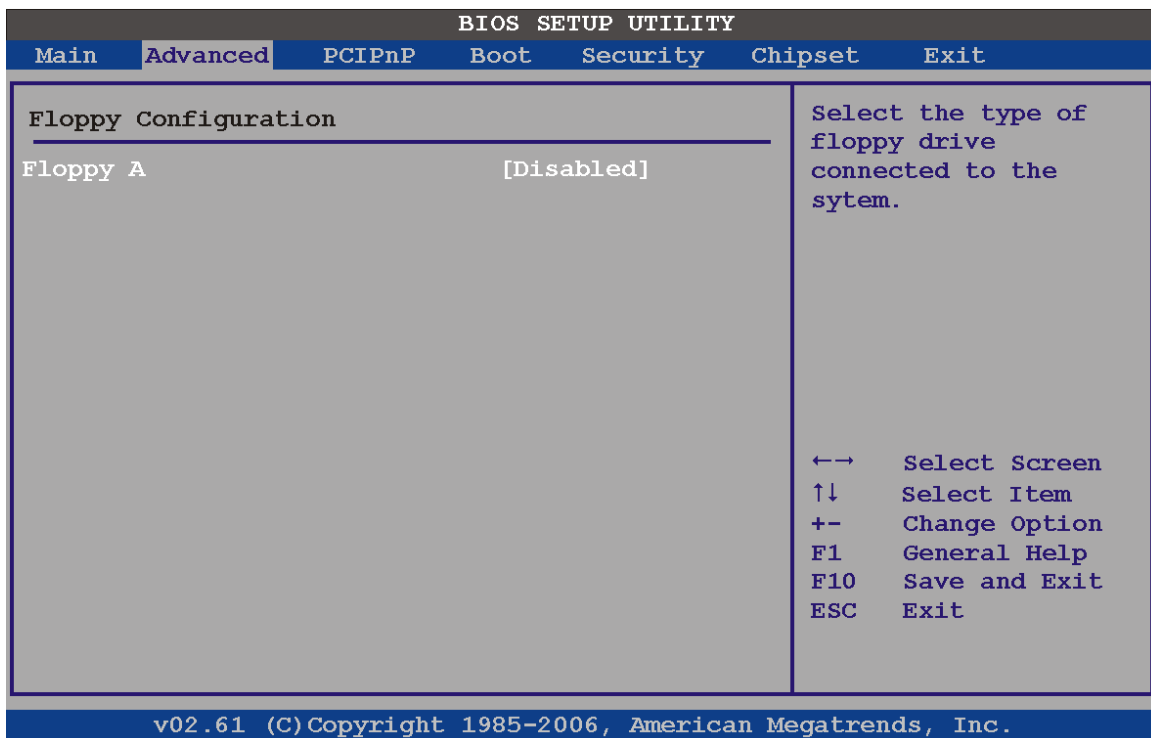 BIOS SETUP UTILITY
Main Advanced PCIPnP Boot Security Chipset Exit
Floppy Configuration
Floppy A [Disabled]
Select the type of
floppy drive
connected to the
sytem.
←→ Select Screen
↑↓ Select Item
+- Change Option
F1 General Help
F10 Save and Exit
ESC Exit
v02.61 (C)Copyright 1985-2006, American Megatrends, Inc.